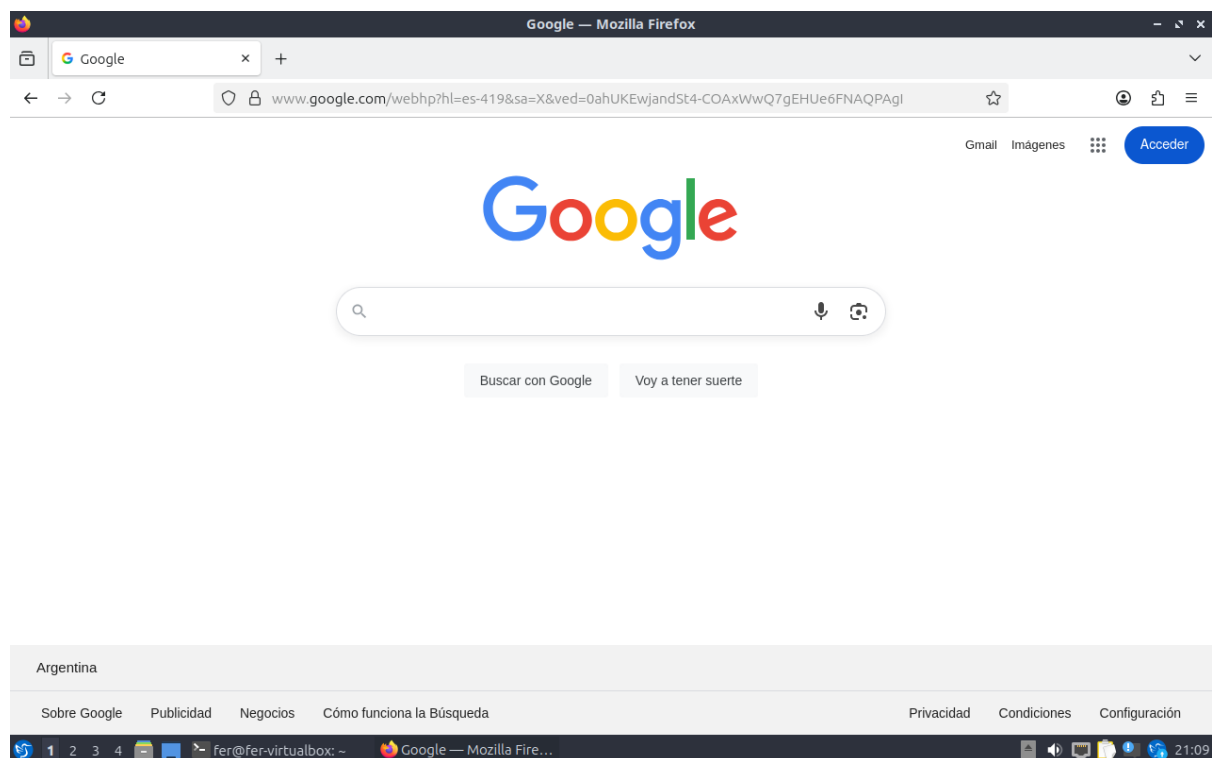 Google — Mozilla Firefox
Google
www.google.com/webhp?hl=es-419&sa=X&ved=0ahUKEwjandSt4-COAxWwQ7gEHUe6FNAQPAgI
Gmail Imágenes Acceder
Google
Buscar con Google Voy a tener suerte
Argentina
Sobre Google Publicidad Negocios Cómo funciona la Búsqueda Privacidad Condiciones Configuración
1 2 3 4 fer@fer-virtualbox: ~ Google — Mozilla Fire... 21:09